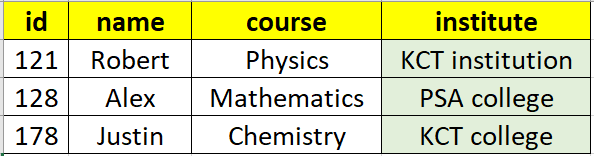 id name course institute
121 Robert Physics KCT institution
128 Alex Mathematics PSA college
178 Justin Chemistry KCT college